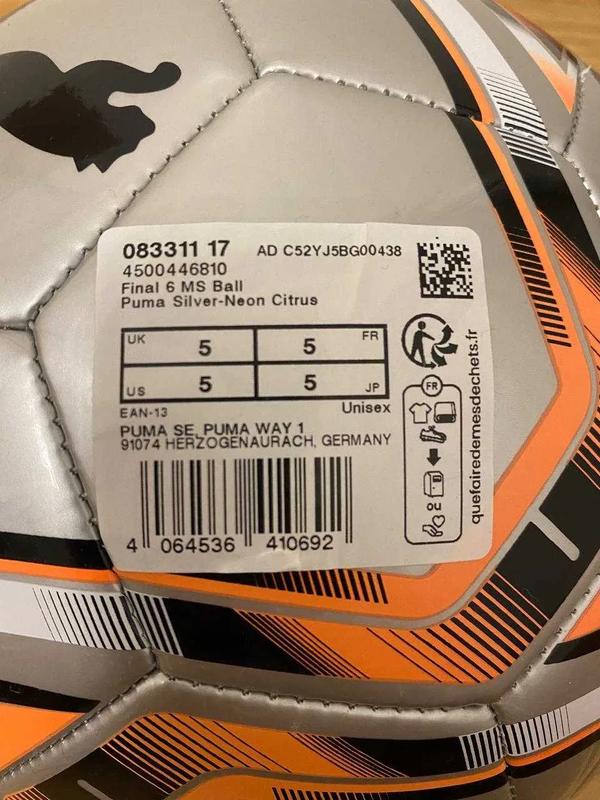 083311 17 AD C52YJ5BG00438
4500446810
Final 6 MS Ball
Puma Silver-Neon Citrus
UK 5 5 FR
US 5 5 JP
EAN-13 Unisex
PUMA SE, PUMA WAY 1
91074 HERZOGENAURACH, GERMANY
4 064536 410692
FR
ou
quefairedemesdechets.fr